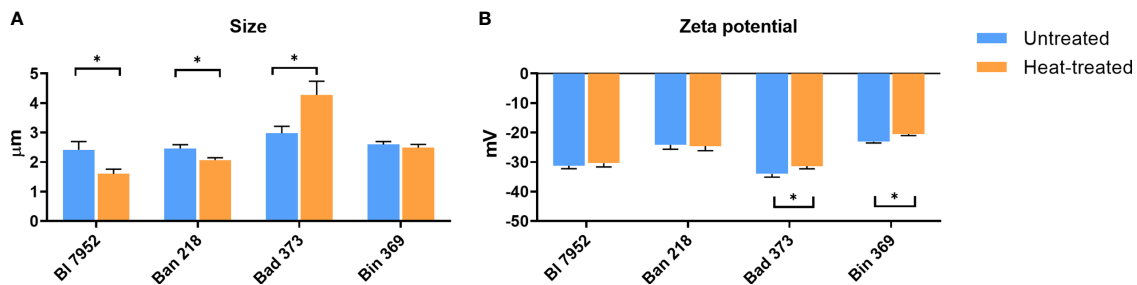 A
Size
*
*
*
5
4
3
2
1
0
µm
Bl 7952
Ban 218
Bad 373
Bin 369
B
Zeta potential
0
-10
-20
-30
-40
-50
mV
*
*
Bl 7952
Ban 218
Bad 373
Bin 369
Untreated
Heat-treated